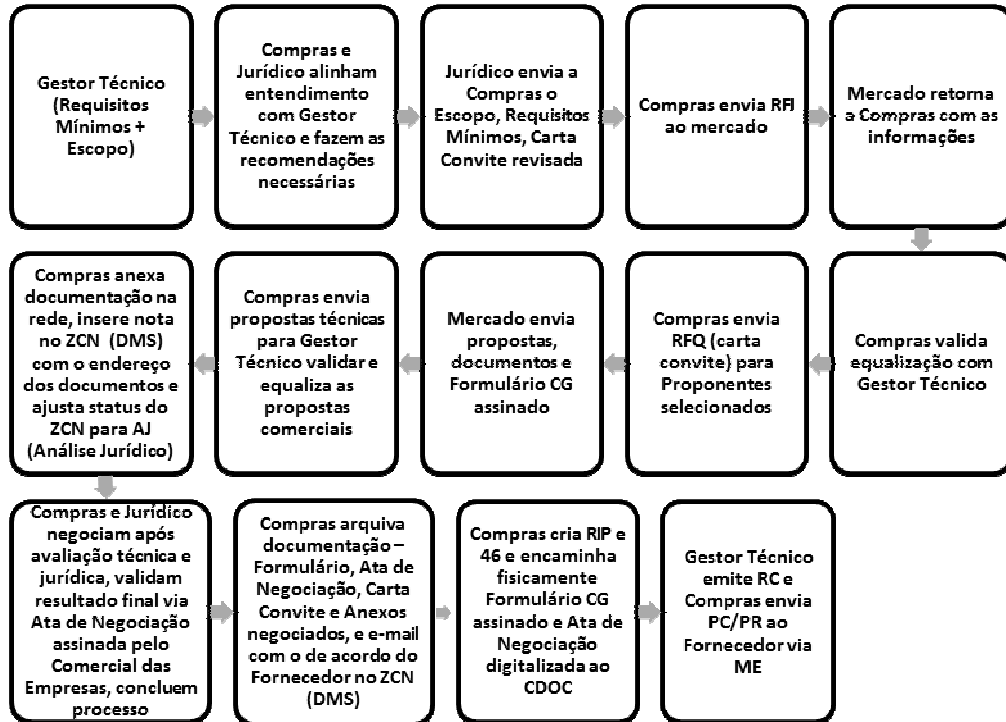 Gestor Técnico
(Requisitos
Mínimos +
Escopo)
Compras e
Jurídico alinham
entendimento
com Gestor
Técnico e fazem as
recomendações
necessárias
Jurídico envia a
Compras o
Escopo, Requisitos
Mínimos, Carta
Convite revisada
Compras envia RFI
ao mercado
Mercado retorna
a Compras com as
informações
Compras valida
equalização com
Gestor Técnico
Compras envia
RFQ (carta
convite) para
Proponentes
selecionados
Mercado envia
propostas,
documentos e
Formulário CG
assinado
Compras envia
propostas técnicas
para Gestor
Técnico validar e
equaliza as
propostas
comerciais
Compras anexa
documentação na
rede, insere nota
no ZCN (DMS)
com o endereço
dos documentos e
ajusta status do
ZCN para AJ
(Análise Jurídico)
Compras e Jurídico
negociam após
avaliação técnica e
jurídica, validam
resultado final via
Ata de Negociação
assinada pelo
Comercial das
Empresas, concluem
processo
Compras arquiva
documentação –
Formulário, Ata de
Negociação, Carta
Convite e Anexos
negociados, e e-mail
com o de acordo do
Fornecedor no ZCN
(DMS)
Compras cria RIP e
46 e encaminha
fisicamente
Formulário CG
assinado e Ata de
Negociação
digitalizada ao
CDOC
Gestor Técnico
emite RC e
Compras envia
PC/PR ao
Fornecedor via
ME